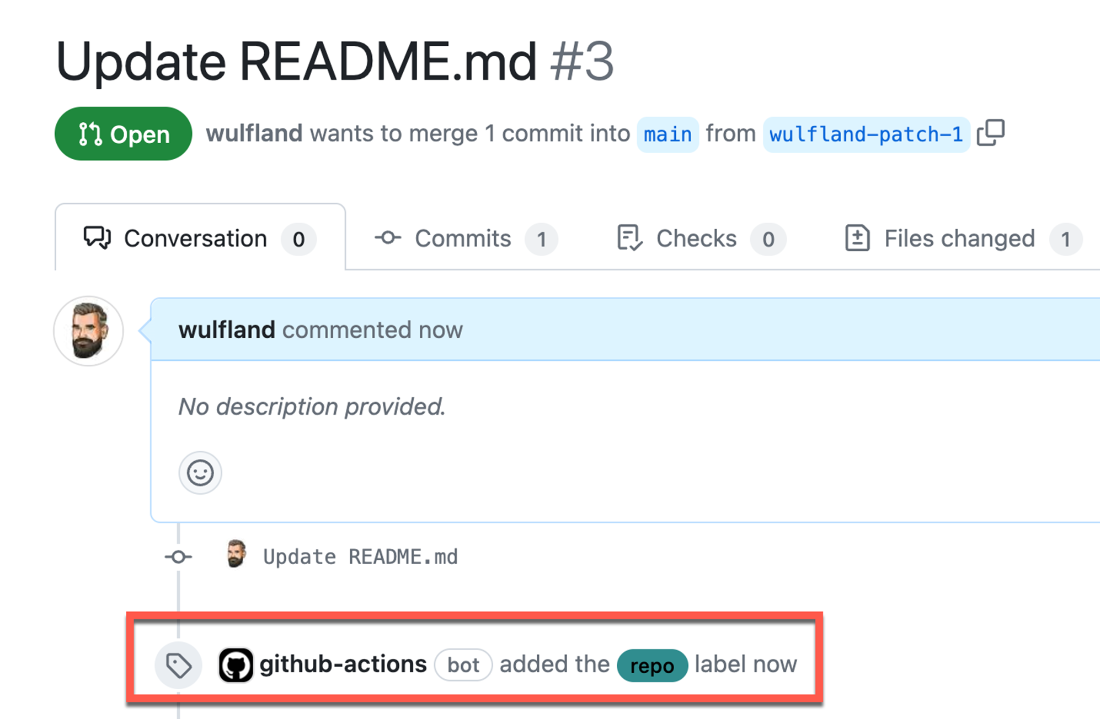 Update README.md #3
Open wulfland wants to merge 1 commit into main from wulfland-patch-1
Conversation 0 Commits 1 Checks 0 Files changed 1
wulfland commented now
No description provided.
Update README.md
github-actions bot added the repo label now